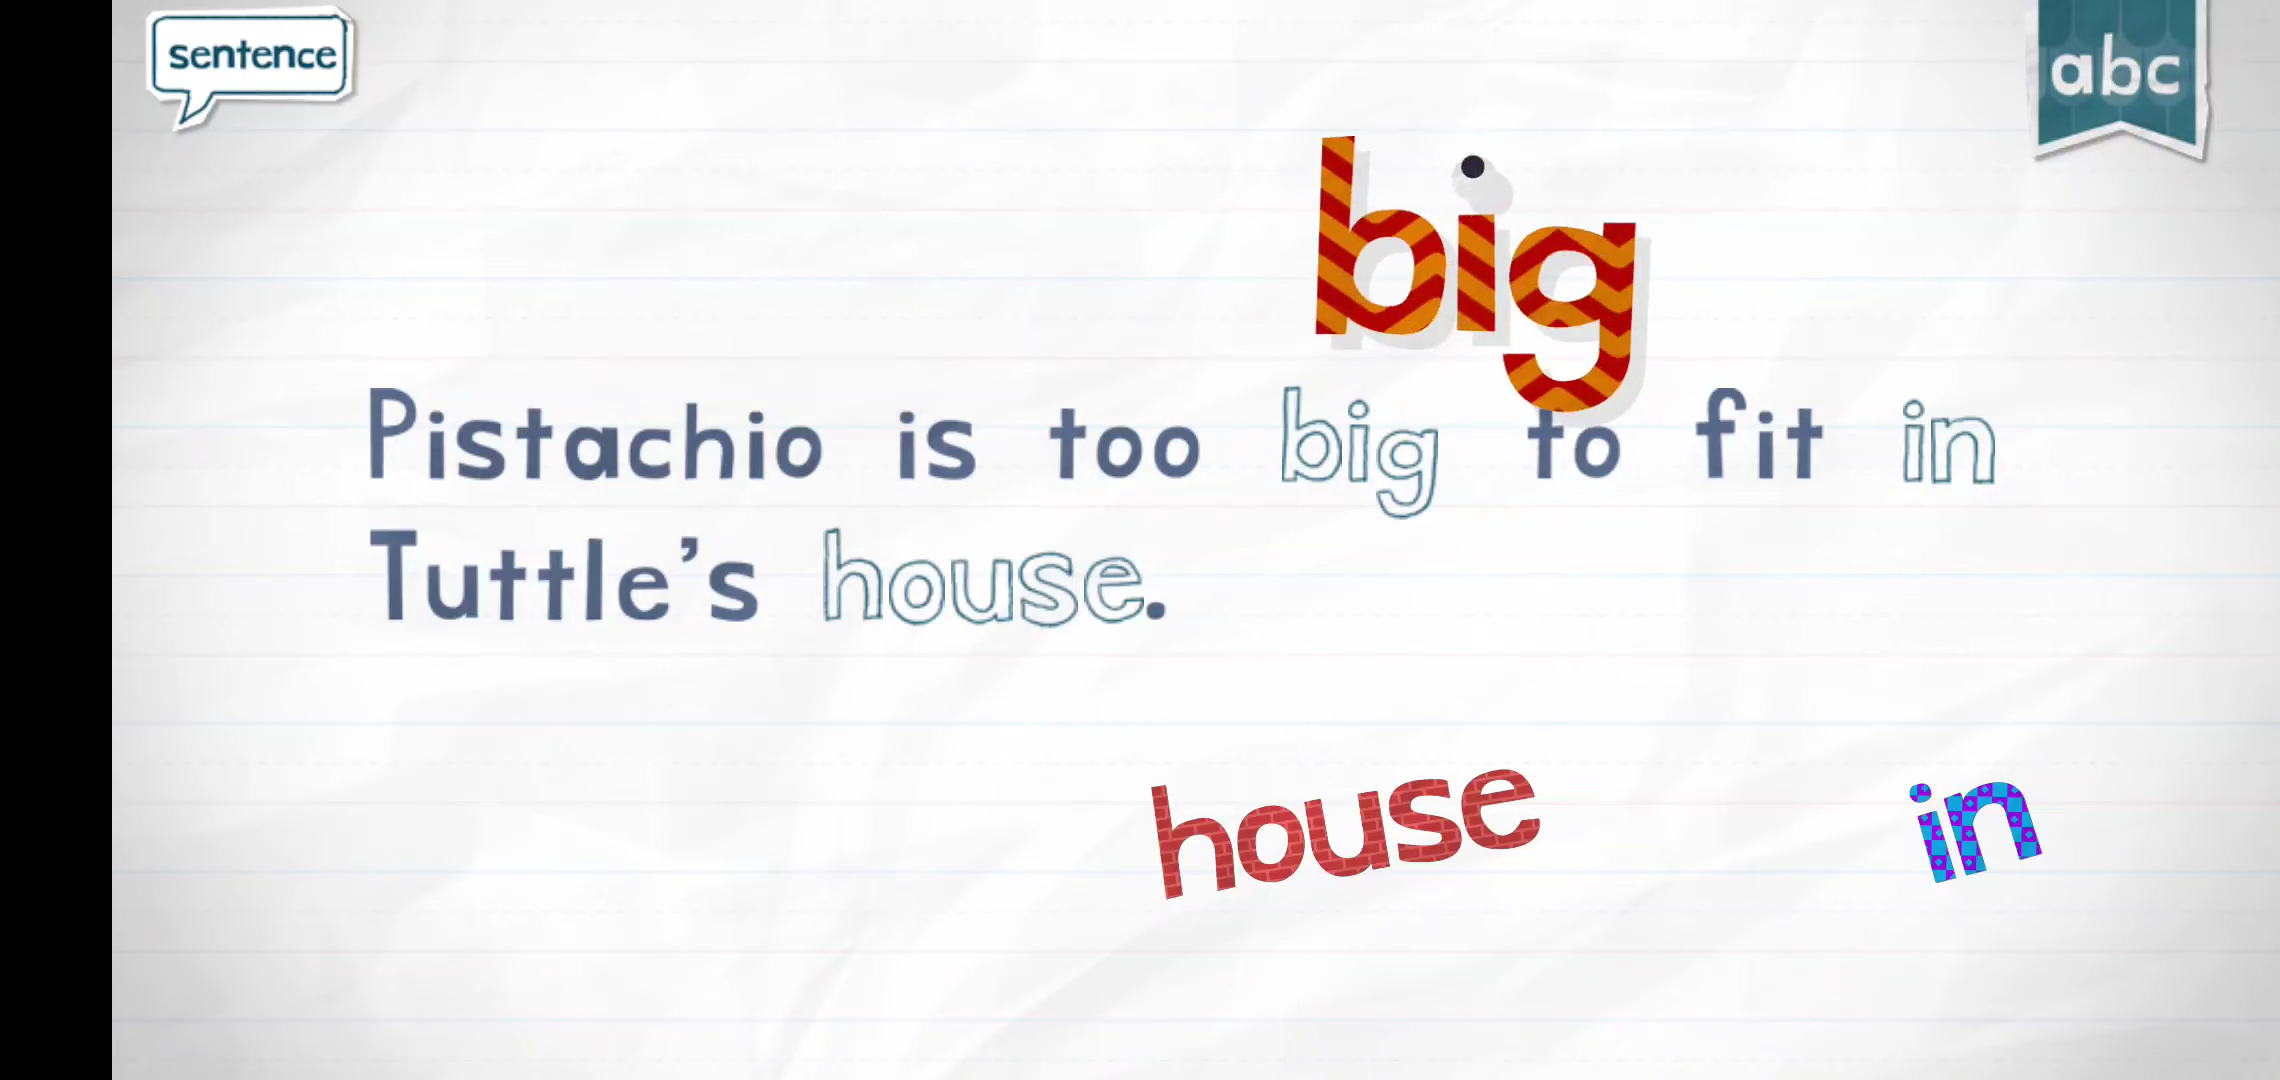 sentence
abc
big
Pistachio is too big to fit in
Tuttle's house.
house
in